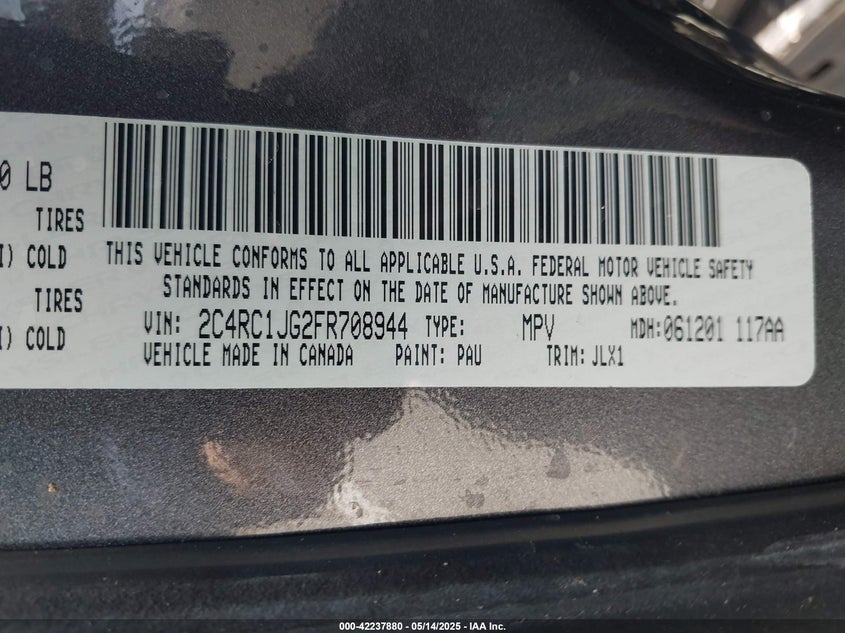 0 LB
TIRES
I) COLD
TIRES
I) COLD
THIS VEHICLE CONFORMS TO ALL APPLICABLE U.S.A. FEDERAL MOTOR VEHICLE SAFETY
STANDARDS IN EFFECT ON THE DATE OF MANUFACTURE SHOWN ABOVE.
VIN: 2C4RC1JG2FR708944 TYPE: MPV MDH:061201 117AA
VEHICLE MADE IN CANADA PAINT: PAU TRIM: JLX1
000-42237880 - 05/14/2025 - IAA Inc.